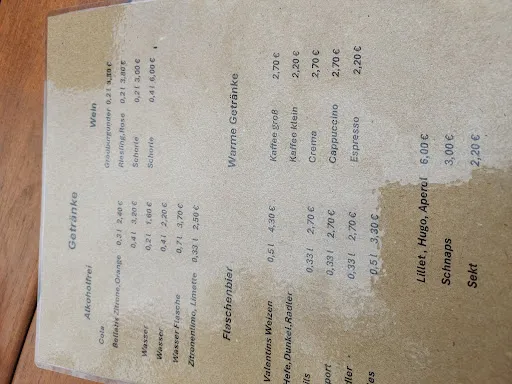 Getränke
Alkoholfrei
Cola
Bellaris Zitrone,Orange 0,2 l 2,40 €
0,4 l 3,20 €
Wasser 0,2 l 1,60 €
Wasser 0,4 l 2,20 €
Wasser Flasche 0,7 l 3,70 €
Zitronenlimo, Limette 0,33 l 2,50 €
Wein
Grauburgunder 0,2 l
Riesling,Rose 0,2 l 3,80 €
Schorle 0,2 l 3,00 €
Schorle 0,4 l 6,00 €
Flaschenbier
Valentins Weizen 0,5 l 4,30 €
Hefe,Dunkel,Radler
ils 0,33 l 2,70 €
port 0,33 l 2,70 €
dler 0,33 l 2,70 €
es 0,5 l 3,30 €
Warme Getränke
Kaffee groß 2,70 €
Kaffee klein 2,20 €
Creme 2,70 €
Cappuccino 2,70 €
Espresso 2,20 €
Lillet , Hugo, Aperol 6,00 €
Schnaps 3,00 €
Sekt 2,20 €